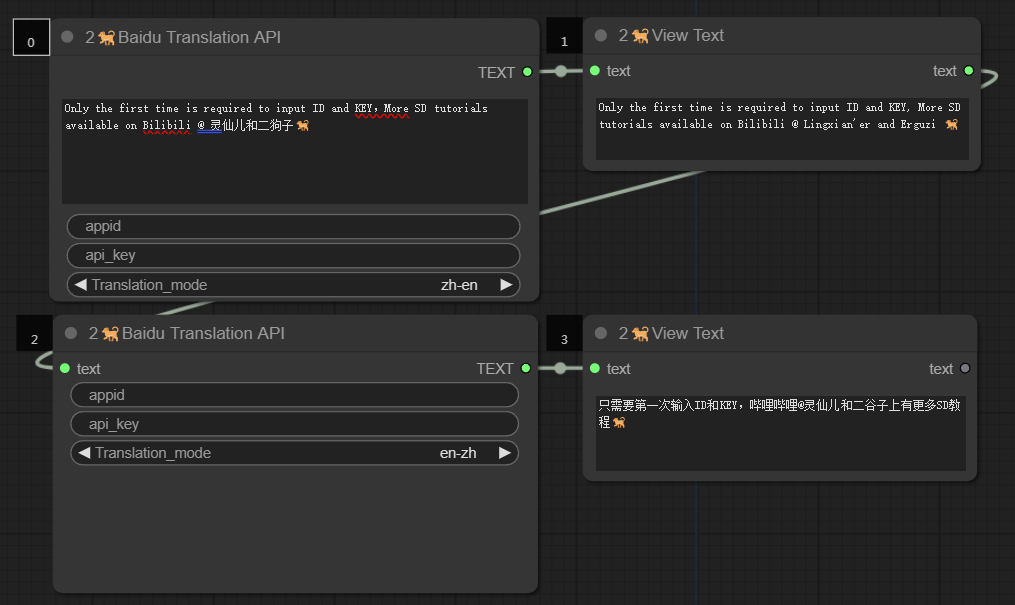 0
2🐕Baidu Translation API
TEXT
Only the first time is required to input ID and KEY，More SD tutorials
available on Bilibili @ 灵仙儿和二狗子🐕
appid
api_key
Translation_mode
zh-en
1
2🐕View Text
text
text
Only the first time is required to input ID and KEY, More SD
tutorials available on Bilibili @ Lingxian'er and Erguzi 🐕
2
2🐕Baidu Translation API
text
TEXT
appid
api_key
Translation_mode
en-zh
3
2🐕View Text
text
text
只需要第一次输入ID和KEY，哔哩哔哩@灵仙儿和二谷子上有更多SD教
程🐕